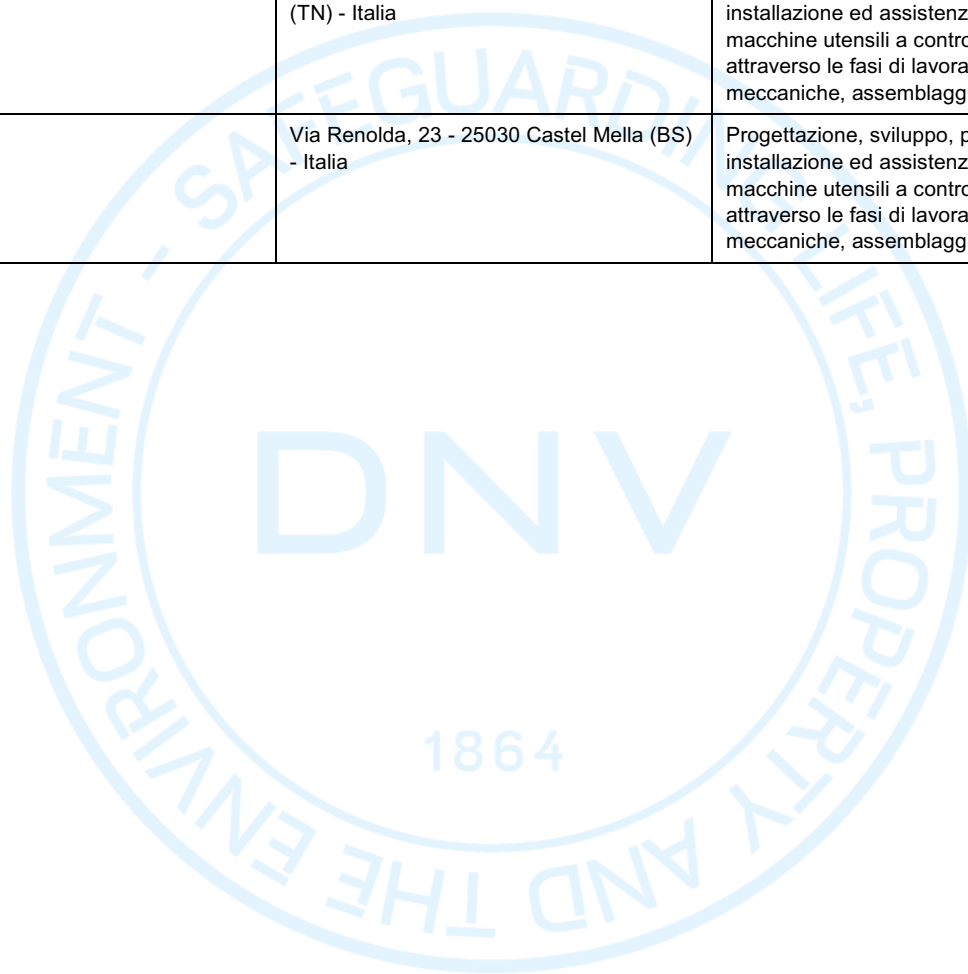 (TN) - Italia
installazione ed assistenz
macchine utensili a contro
attraverso le fasi di lavora
meccaniche, assemblagg
Via Renolda, 23 - 25030 Castel Mella (BS)
- Italia
Progettazione, sviluppo, p
installazione ed assistenz
macchine utensili a contro
attraverso le fasi di lavora
meccaniche, assemblagg
SAFEGUARDING LIFE, PROPERTY AND THE ENVIRONMENT -
DNV
1864